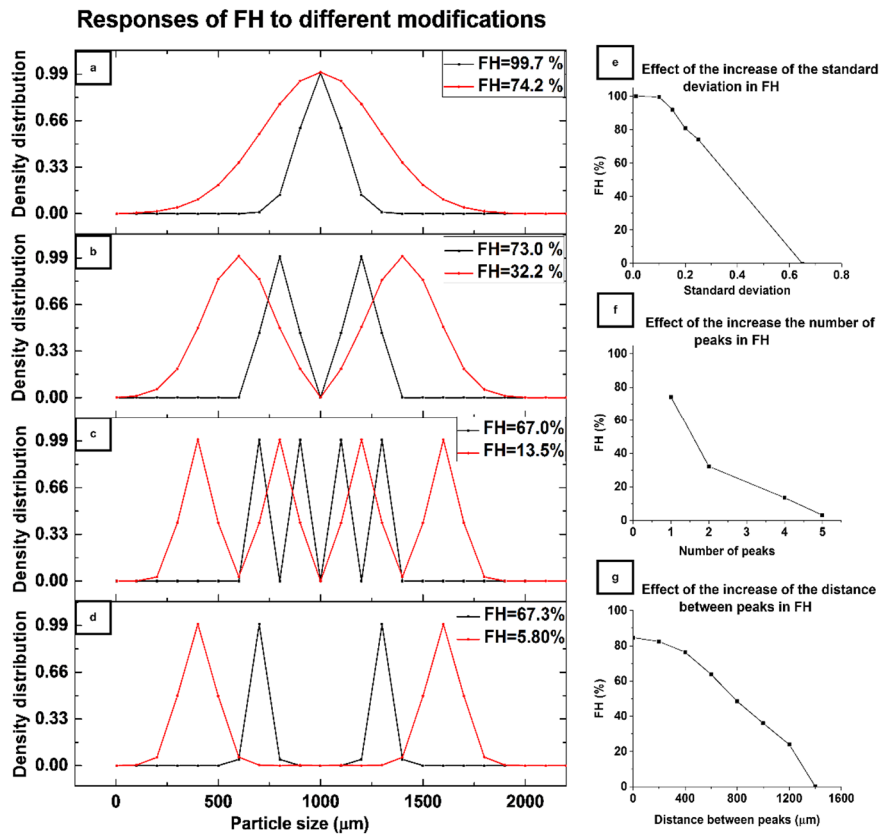 Responses of FH to different modifications
a
FH=99.7 %
FH=74.2 %
Density distribution
0.99
0.66
0.33
0.00
b
FH=73.0 %
FH=32.2 %
Density distribution
0.99
0.66
0.33
0.00
c
FH=67.0%
FH=13.5%
Density distribution
0.99
0.66
0.33
0.00
d
FH=67.3%
FH=5.80%
Density distribution
0.99
0.66
0.33
0.00
0 500 1000 1500 2000
Particle size (μm)
e
Effect of the increase of the standard
deviation in FH
FH (%)
100
80
60
40
20
0
0.0 0.2 0.4 0.6 0.8
Standard deviation
f
Effect of the increase the number of
peaks in FH
FH (%)
100
80
60
40
20
0
0 1 2 3 4 5
Number of peaks
g
Effect of the increase of the distance
between peaks in FH
FH (%)
100
80
60
40
20
0
0 400 800 1200 1600
Distance between peaks (μm)